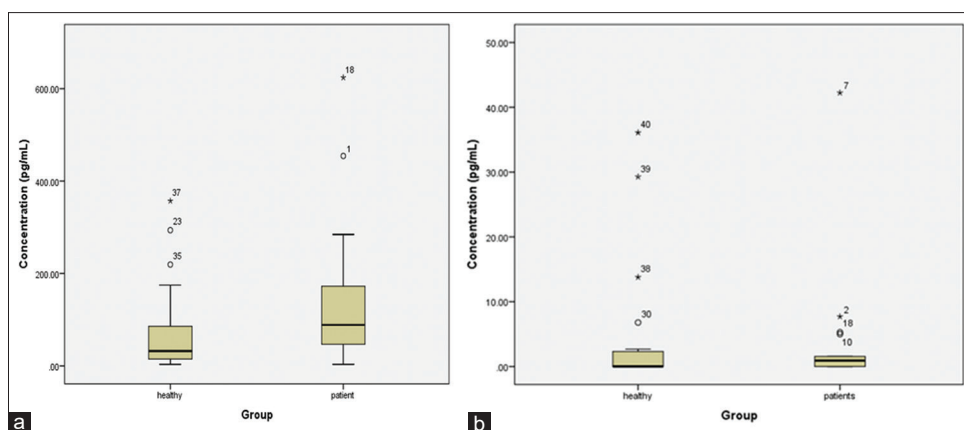 600.00
400.00
200.00
.00
Concentration (pg/mL)
37
23
35
18
1
healthy
patient
Group
a
50.00
40.00
30.00
20.00
10.00
.00
Concentration (pg/mL)
40
39
38
30
7
2
18
10
healthy
patients
Group
b